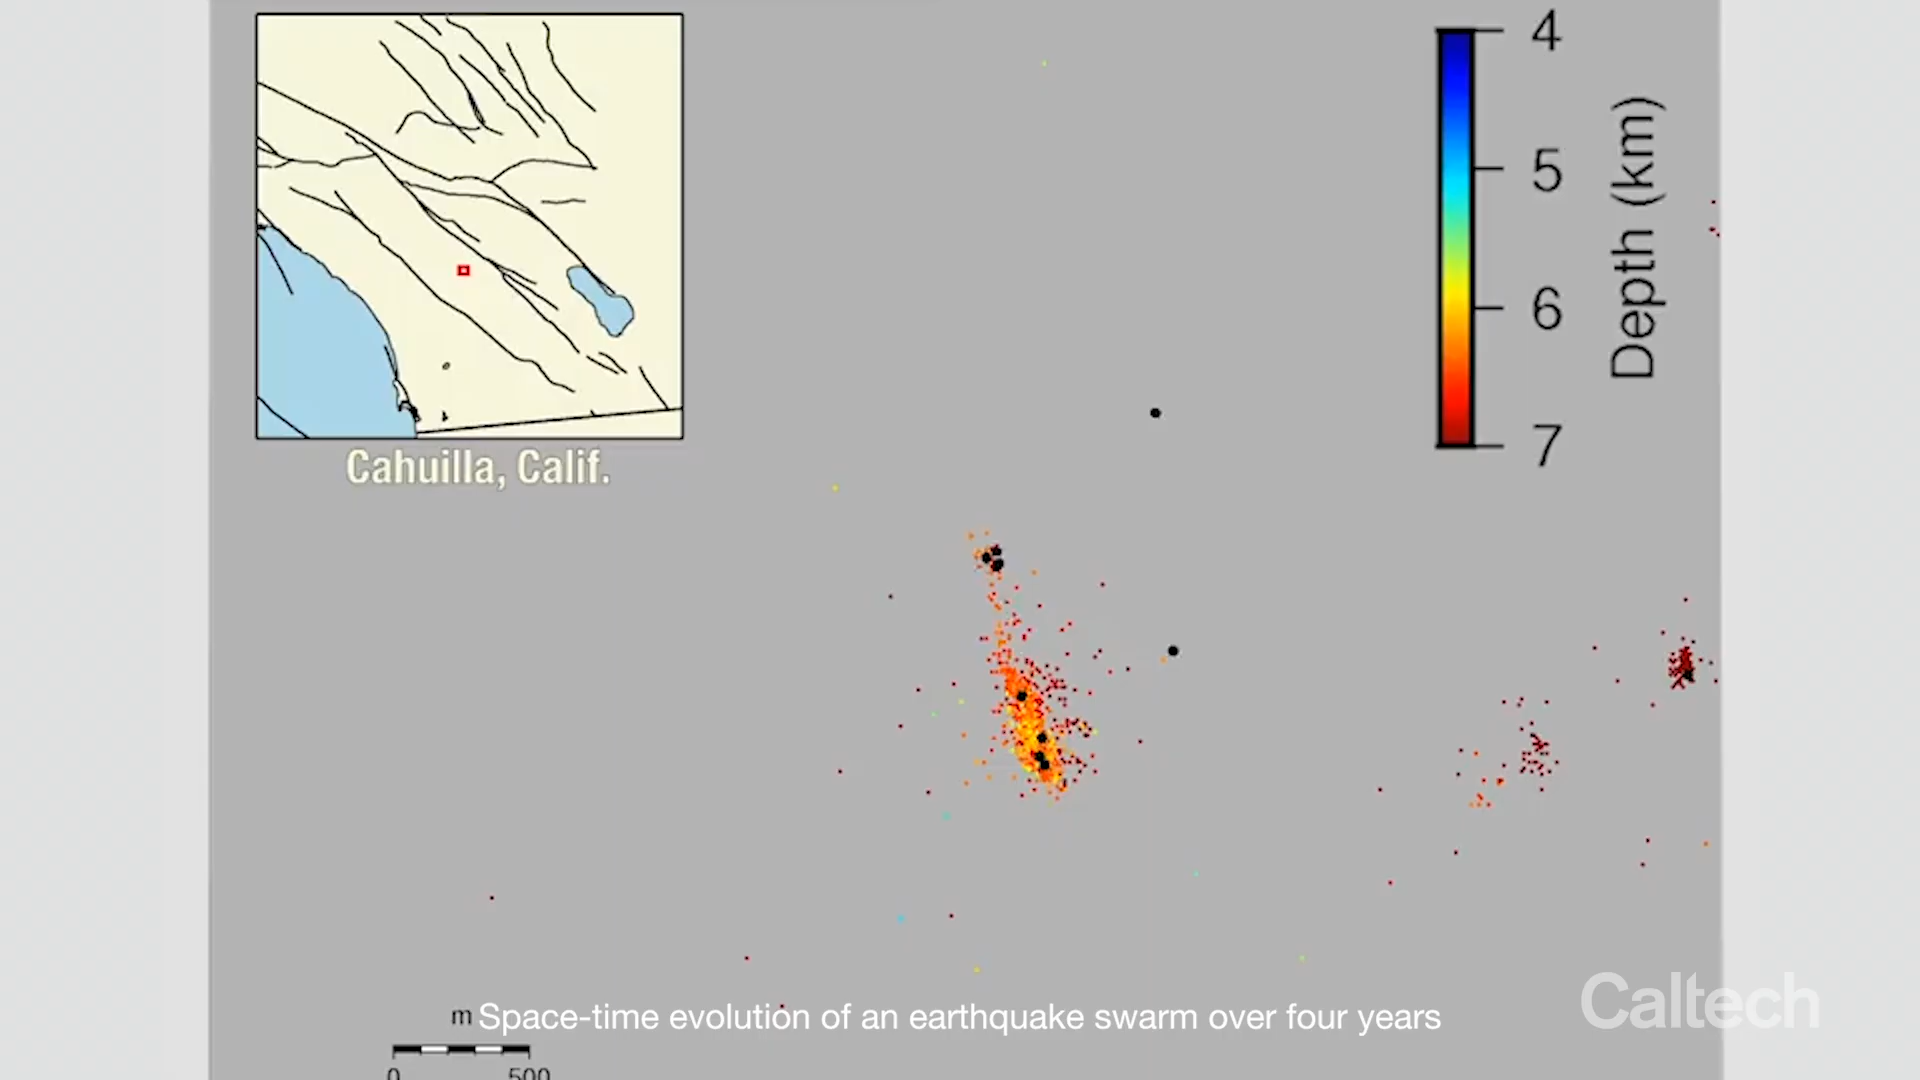 4
5
6
7
Depth (km)
Cahuilla, Calif.
m
Space-time evolution of an earthquake swarm over four years
Caltech
0
500